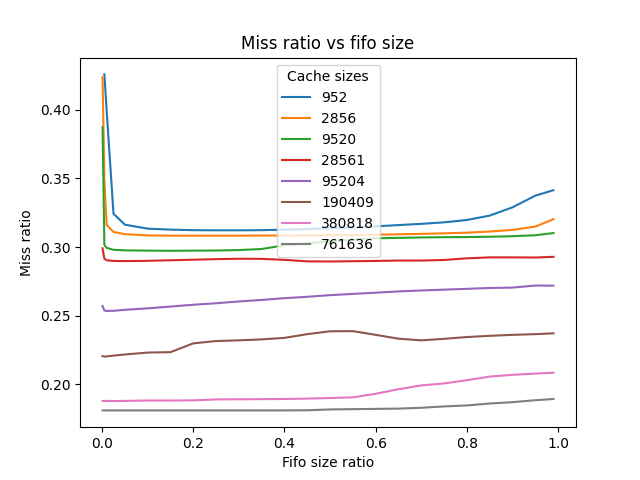 Miss ratio vs fifo size
Cache sizes
952
2856
9520
28561
95204
190409
380818
761636
0.40
0.35
0.30
0.25
0.20
Miss ratio
0.0 0.2 0.4 0.6 0.8 1.0
Fifo size ratio